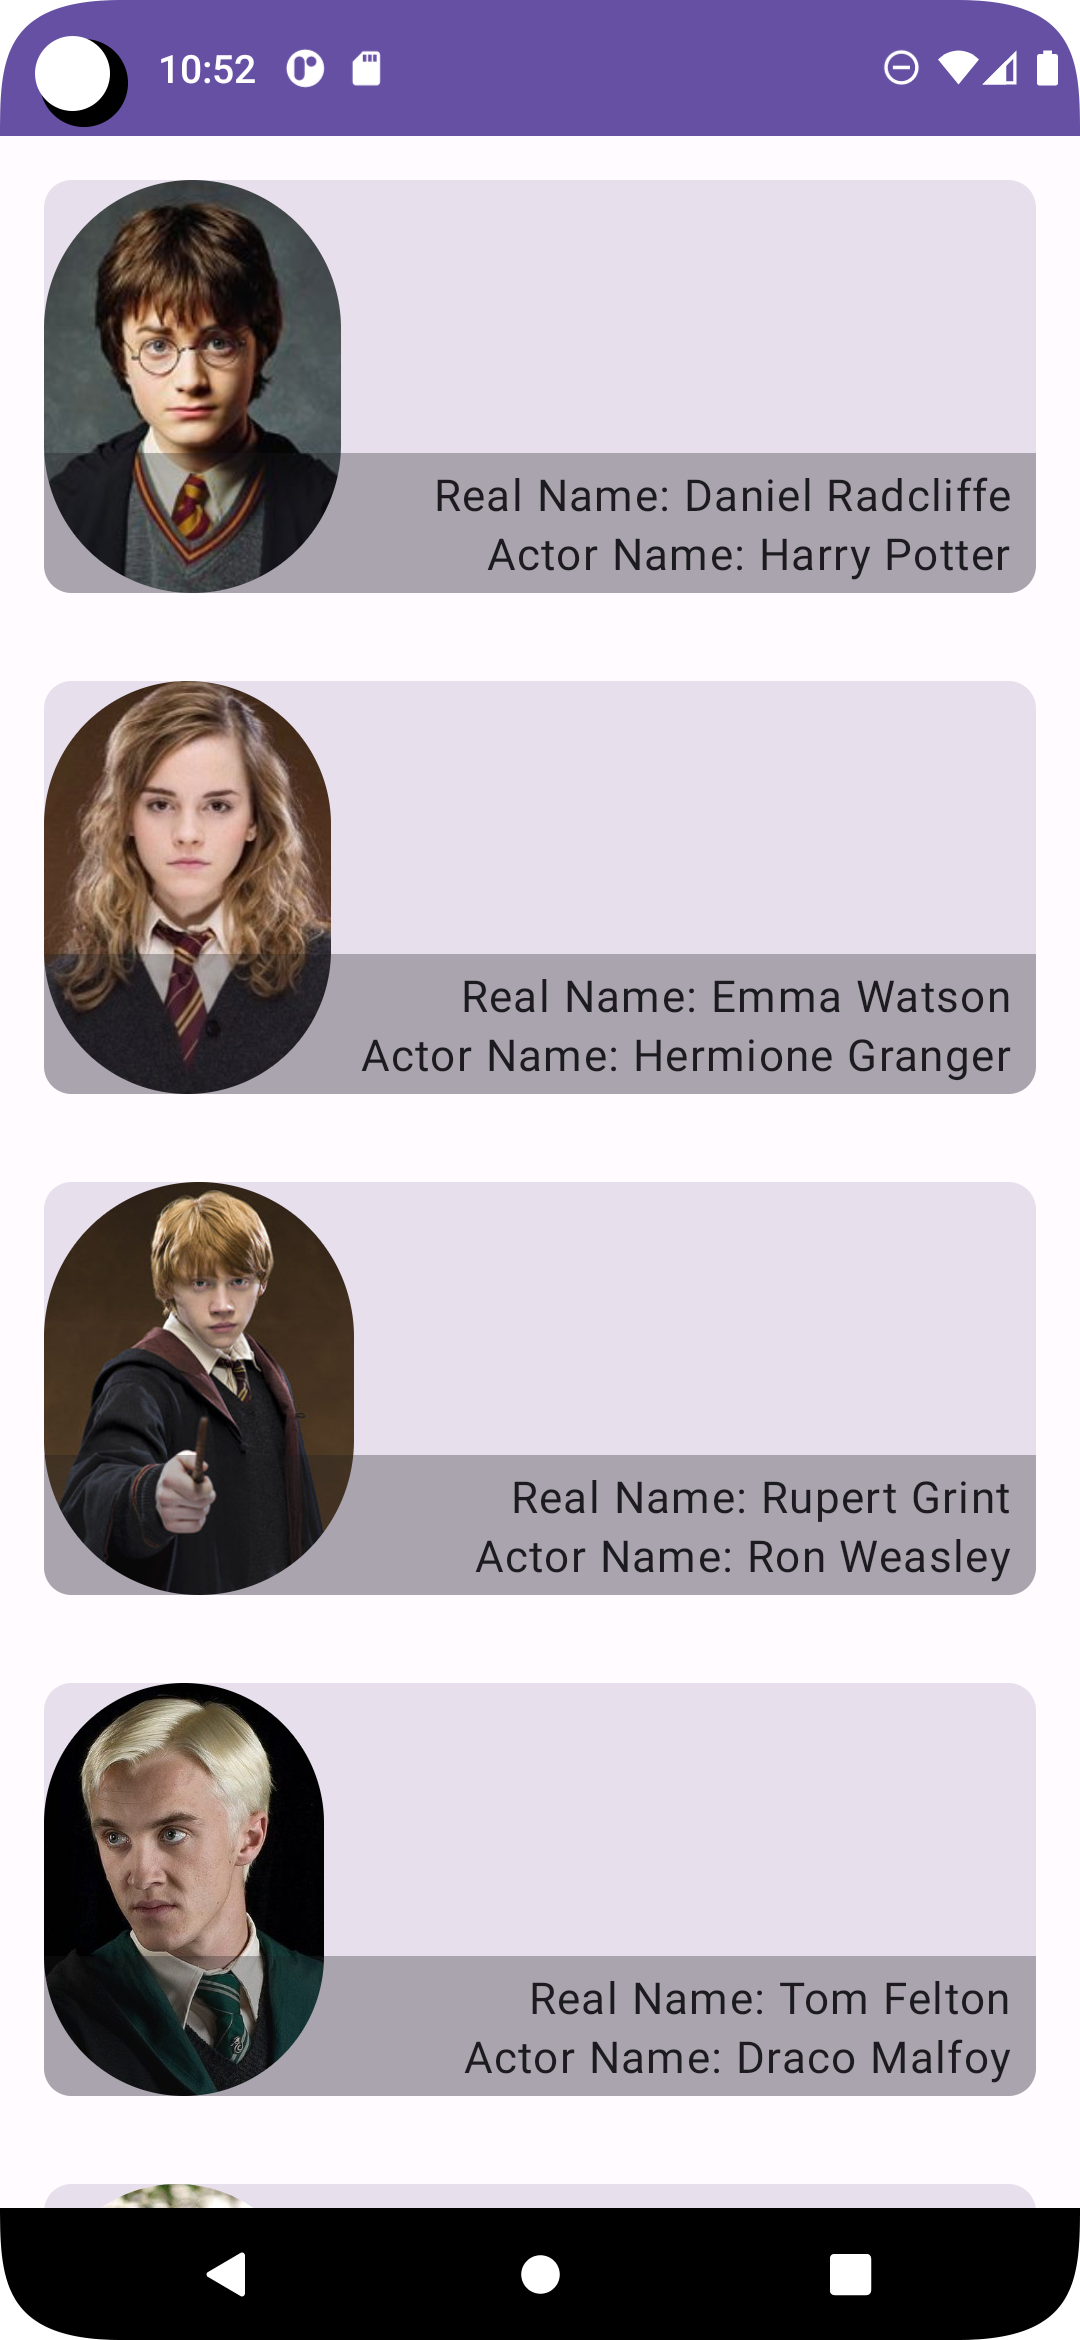 10:52
Real Name: Daniel Radcliffe
Actor Name: Harry Potter
Real Name: Emma Watson
Actor Name: Hermione Granger
Real Name: Rupert Grint
Actor Name: Ron Weasley
Real Name: Tom Felton
Actor Name: Draco Malfoy